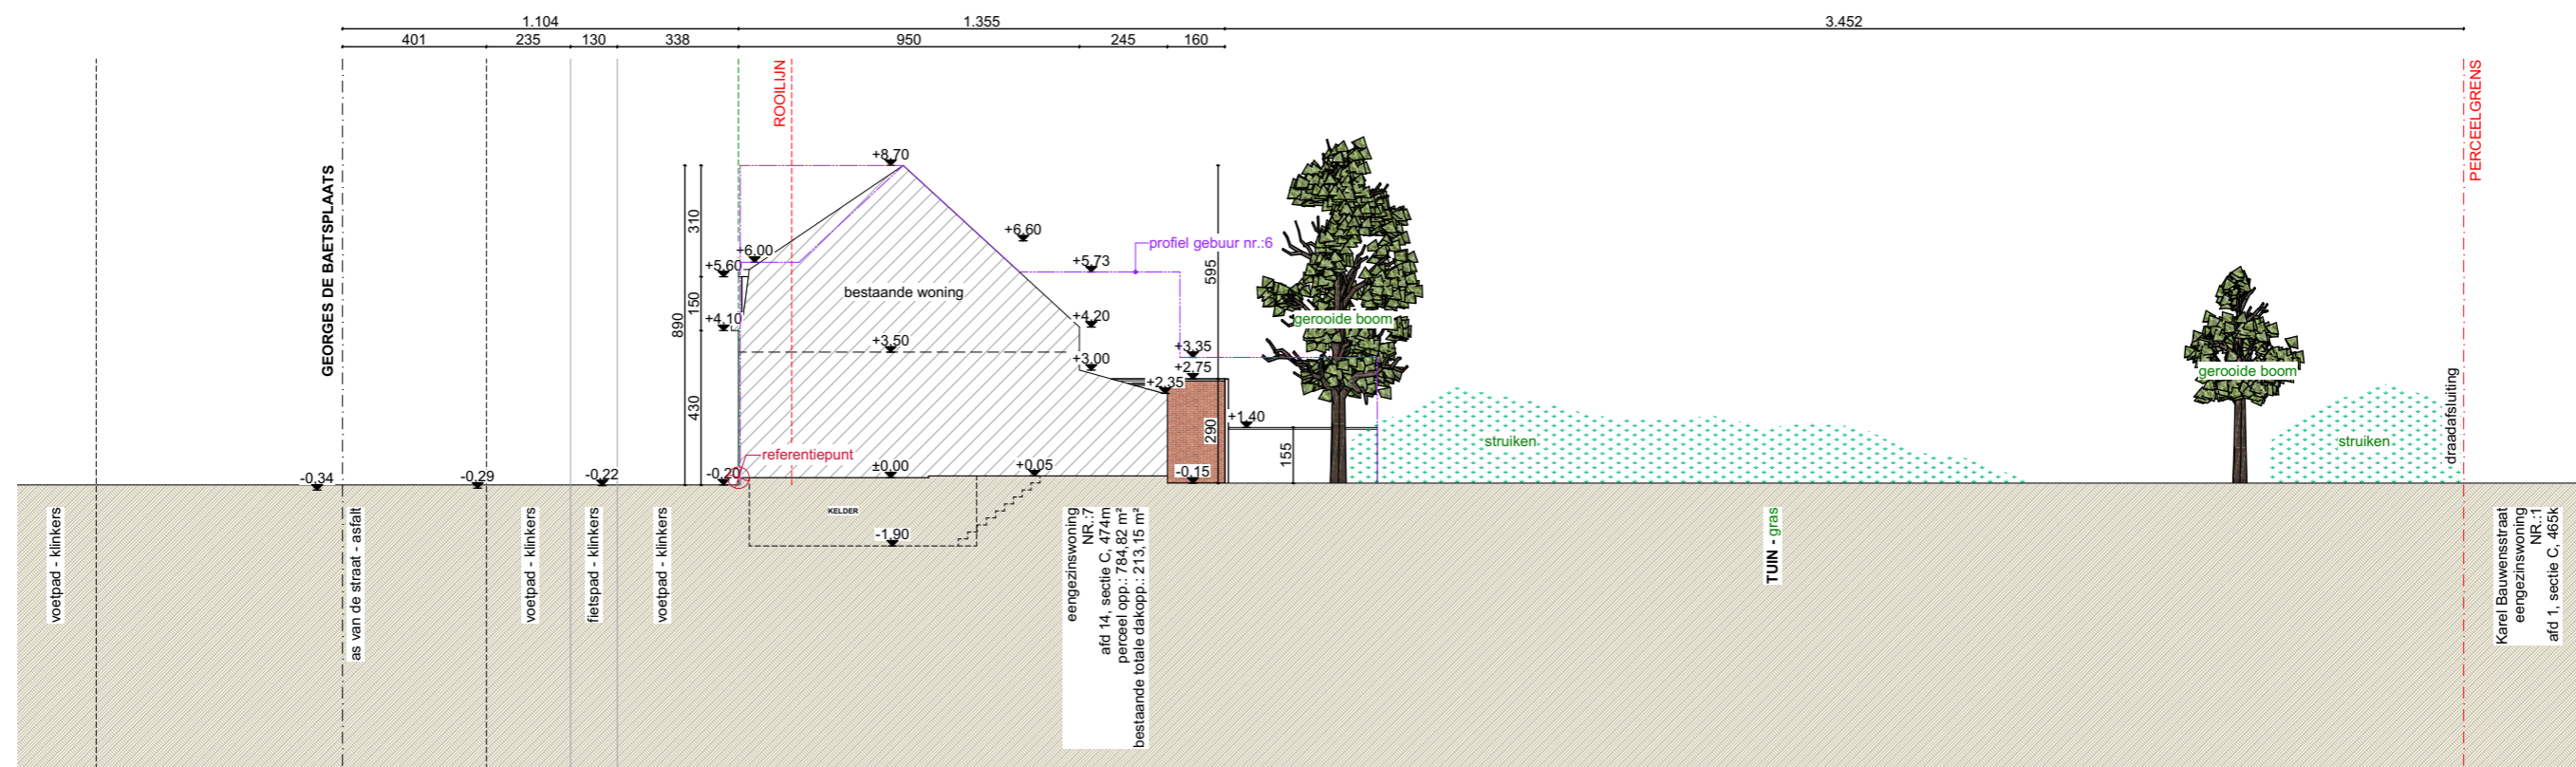 1.104
1.355
3.452
401
235
130
338
950
245
160
GEORGES DE BAETSPLAATS
ROOILIJN
PERCEELGRENS
+8,70
310
+6,00
+5,60
150
890
+4,10
430
+6,60
profiel gebuur nr.:6
+5,73
595
bestaande woning
+4,20
+3,50
+3,35
+3,00
+2,75
+2,35
+1,40
290
155
gerooide boom
gerooide boom
struiken
struiken
draadafsluiting
referentiepunt
-0,34
-0,29
-0,22
-0,20
±0,00
+0,05
-0,15
KELDER
-1,90
voetpad - klinkers
as van de straat - asfalt
voetpad - klinkers
fietspad - klinkers
voetpad - klinkers
eengezinswoning
NR.:7
afd 14, sectie C, 474m
perceel opp.: 784,82 m²
bestaande totale dakopp.: 213,15 m²
TUIN - gras
Karel Bauwensstraat
eengezinswoning
NR.:1
afd 1, sectie C, 465k